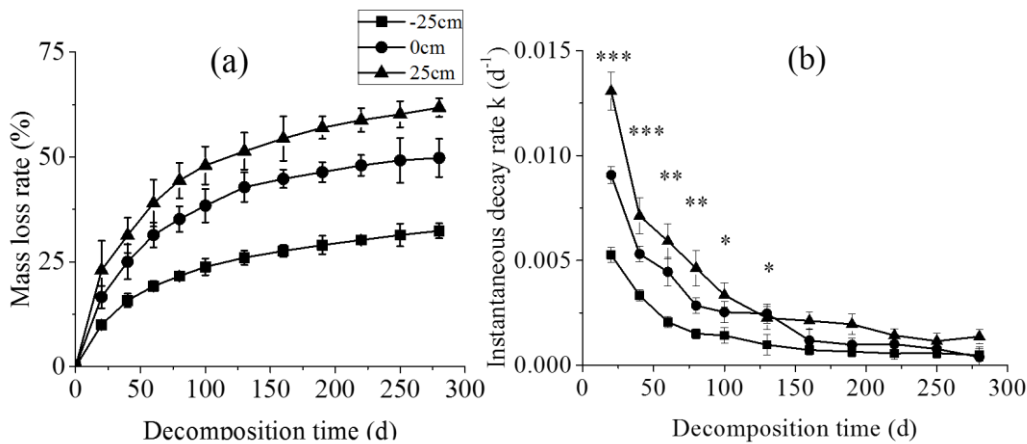 -25cm
0cm
25cm
(a)
75
50
25
0
Mass loss rate (%)
0 50 100 150 200 250 300
Decomposition time (d)
(b)
0.015
0.010
0.005
0.000
Instantaneous decay rate k (d⁻¹)
***
***
**
**
*
*
0 50 100 150 200 250 300
Decomposition time (d)